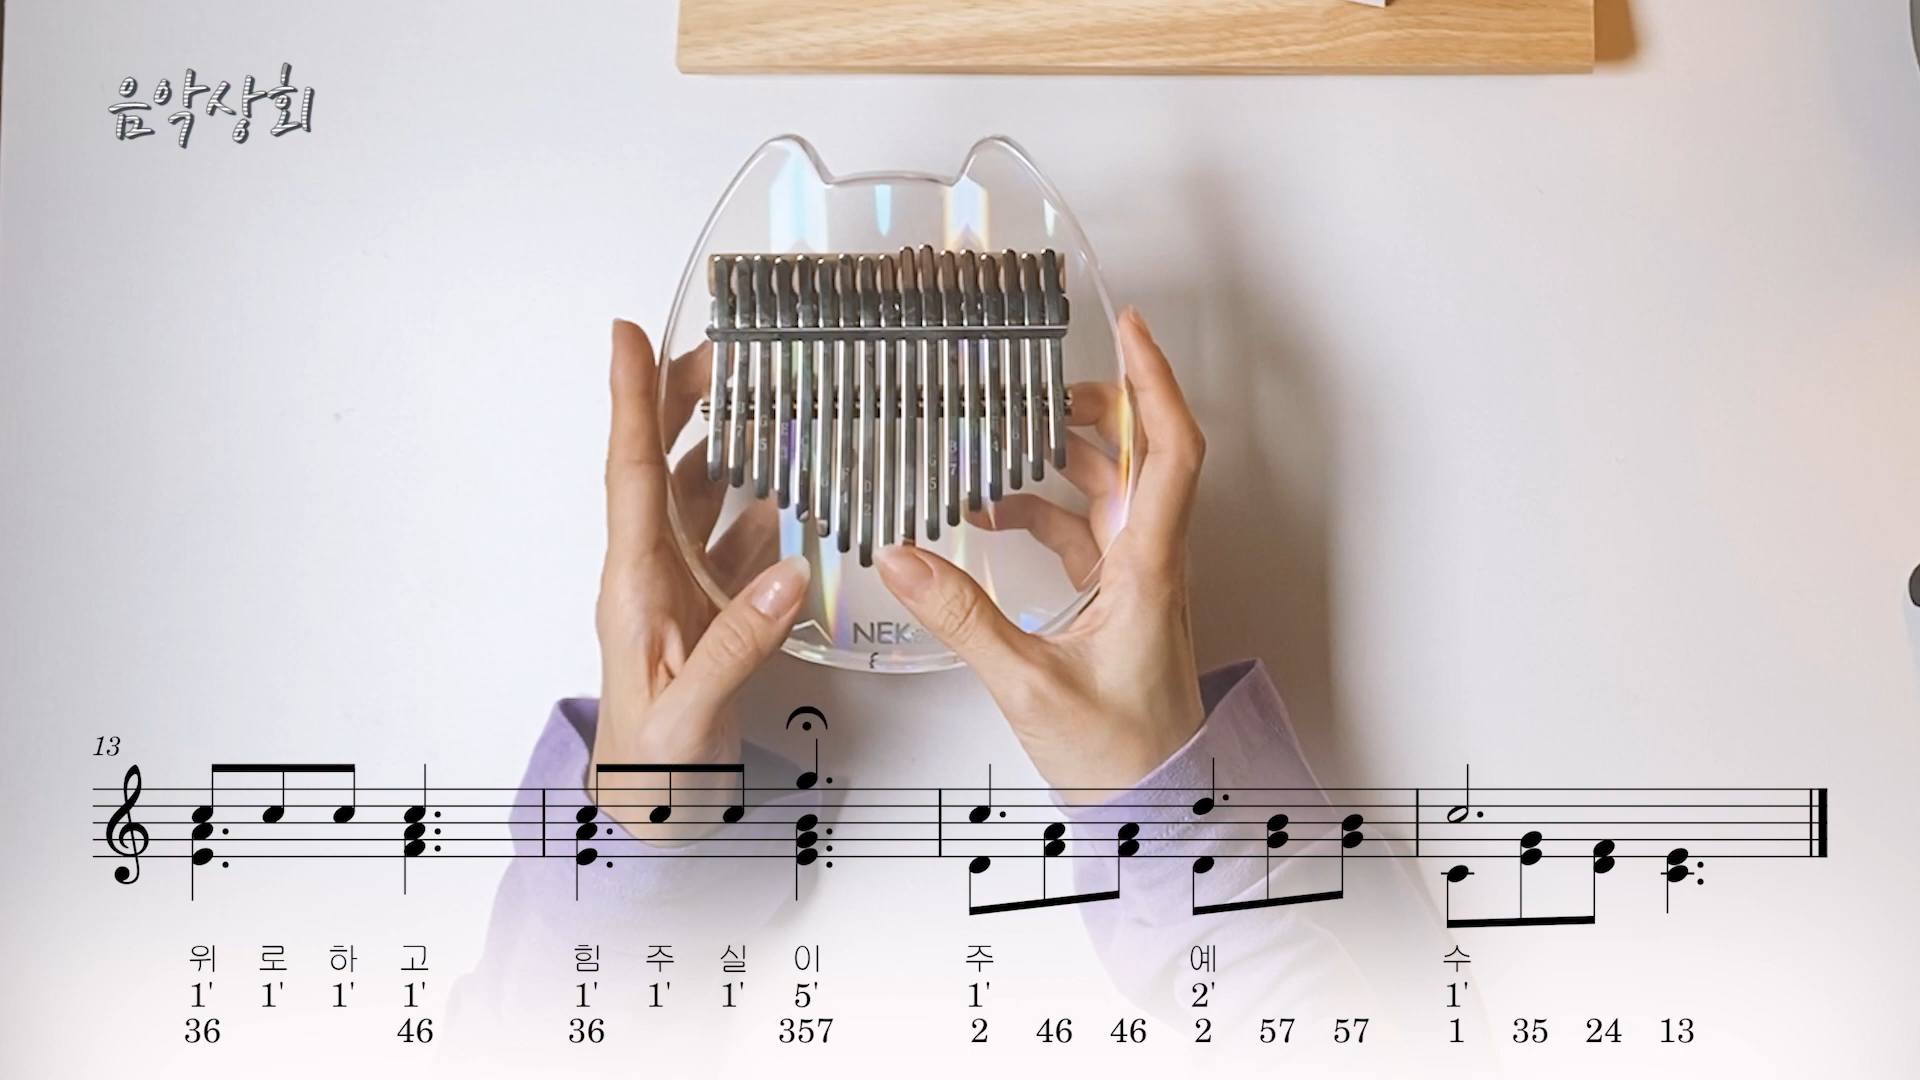 음악상회
NEK
13
위 로 하 고 힘 주 실 이 주 예 수
1' 1' 1' 1' 1' 1' 1' 5' 1' 2' 1'
36 46 36 357 2 46 46 2 57 57 1 35 24 13